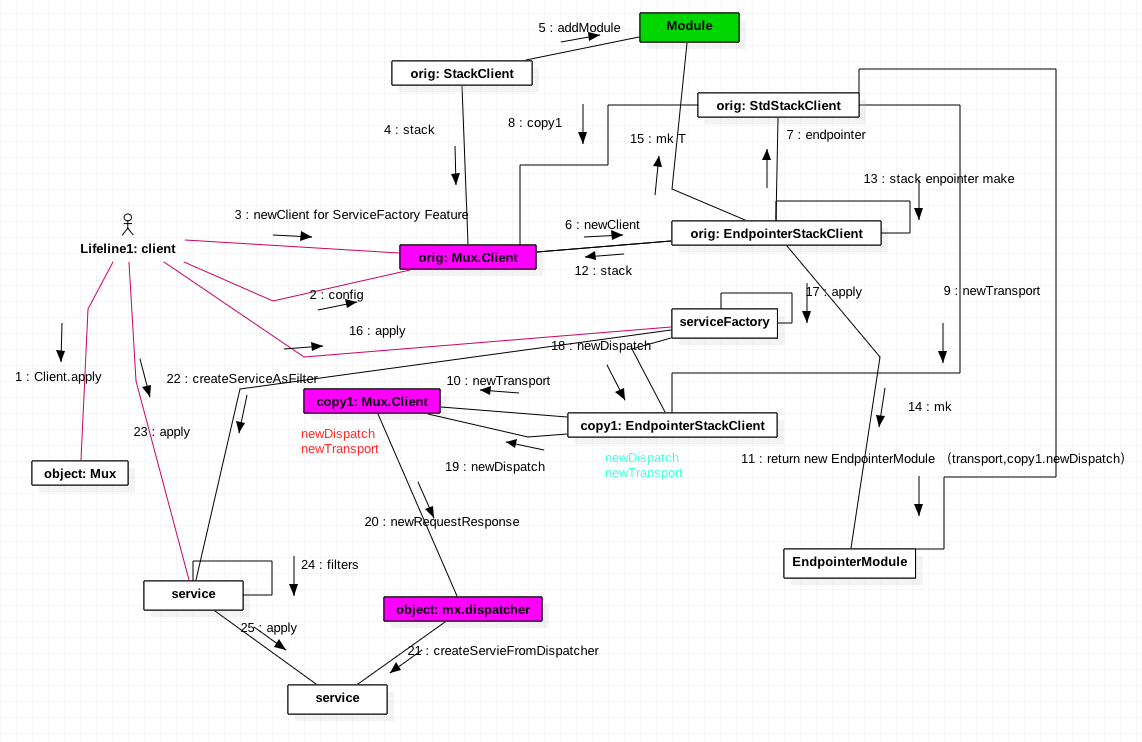 Module
5 : addModule
orig: StackClient
orig: StdStackClient
4 : stack
8 : copy1
15 : mk T
7 : endpointer
13 : stack enpointer make
3 : newClient for ServiceFactory Feature
6 : newClient
orig: EndpointerStackClient
Lifeline1: client
orig: Mux.Client
12 : stack
2 : config
17 : apply
9 : newTransport
16 : apply
serviceFactory
18 : newDispatch
1 : Client.apply
22 : createServiceAsFilter
10 : newTransport
copy1: Mux.Client
14 : mk
23 : apply
newDispatch
newTransport
copy1: EndpointerStackClient
newDispatch
newTransport
19 : newDispatch
11 : return new EndpointerModule （transport,copy1.newDispatch）
object: Mux
20 : newRequestResponse
24 : filters
EndpointerModule
service
object: mx.dispatcher
25 : apply
21 : createServieFromDispatcher
service